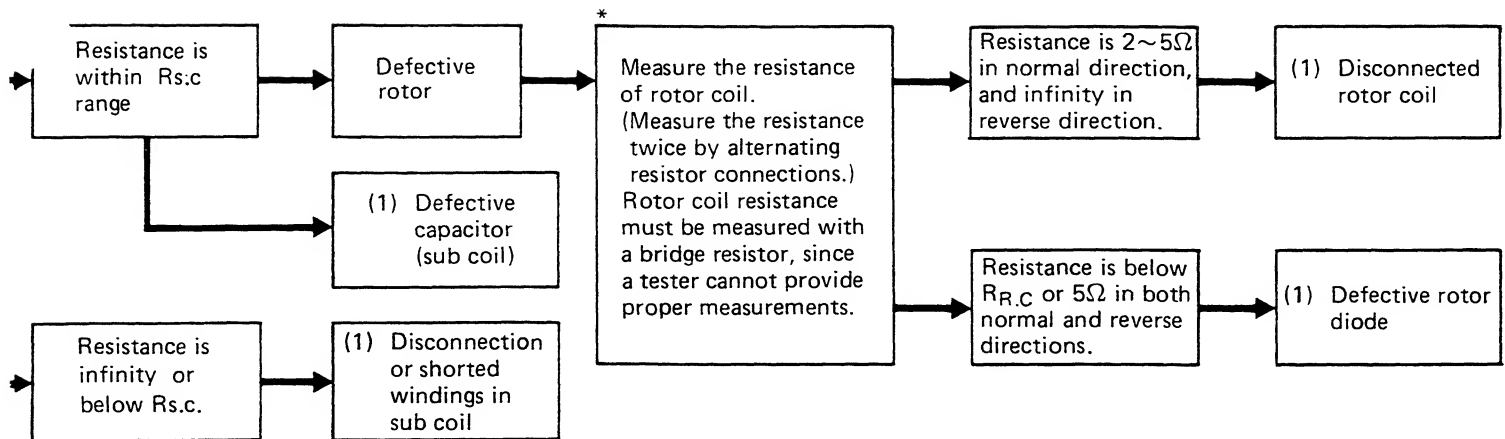 *
Resistance is
within Rs.c
range
Defective
rotor
Measure the resistance
of rotor coil.
(Measure the resistance
twice by alternating
resistor connections.)
Rotor coil resistance
must be measured with
a bridge resistor, since
a tester cannot provide
proper measurements.
Resistance is 2~5Ω
in normal direction,
and infinity in
reverse direction.
(1) Disconnected
rotor coil
(1) Defective
capacitor
(sub coil)
Resistance is below
RR.C or 5Ω in both
normal and reverse
directions.
(1) Defective rotor
diode
Resistance is
infinity or
below Rs.c.
(1) Disconnection
or shorted
windings in
sub coil